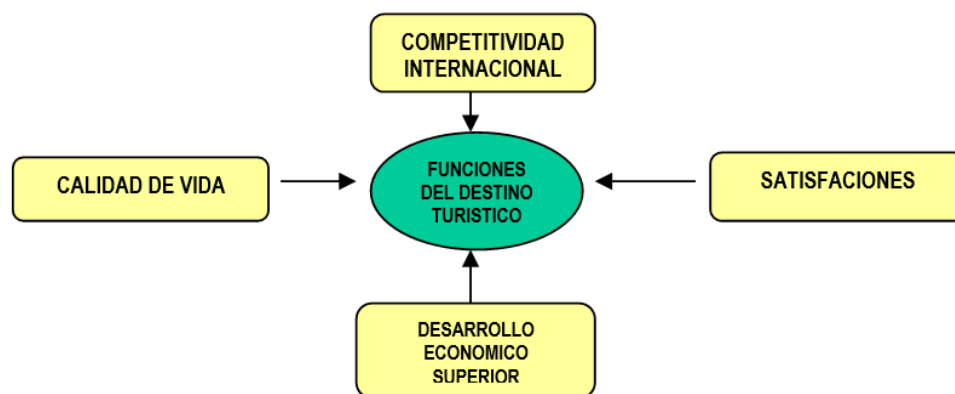 COMPETITIVIDAD
INTERNACIONAL
CALIDAD DE VIDA
FUNCIONES
DEL DESTINO
TURISTICO
SATISFACIONES
DESARROLLO
ECONOMICO
SUPERIOR